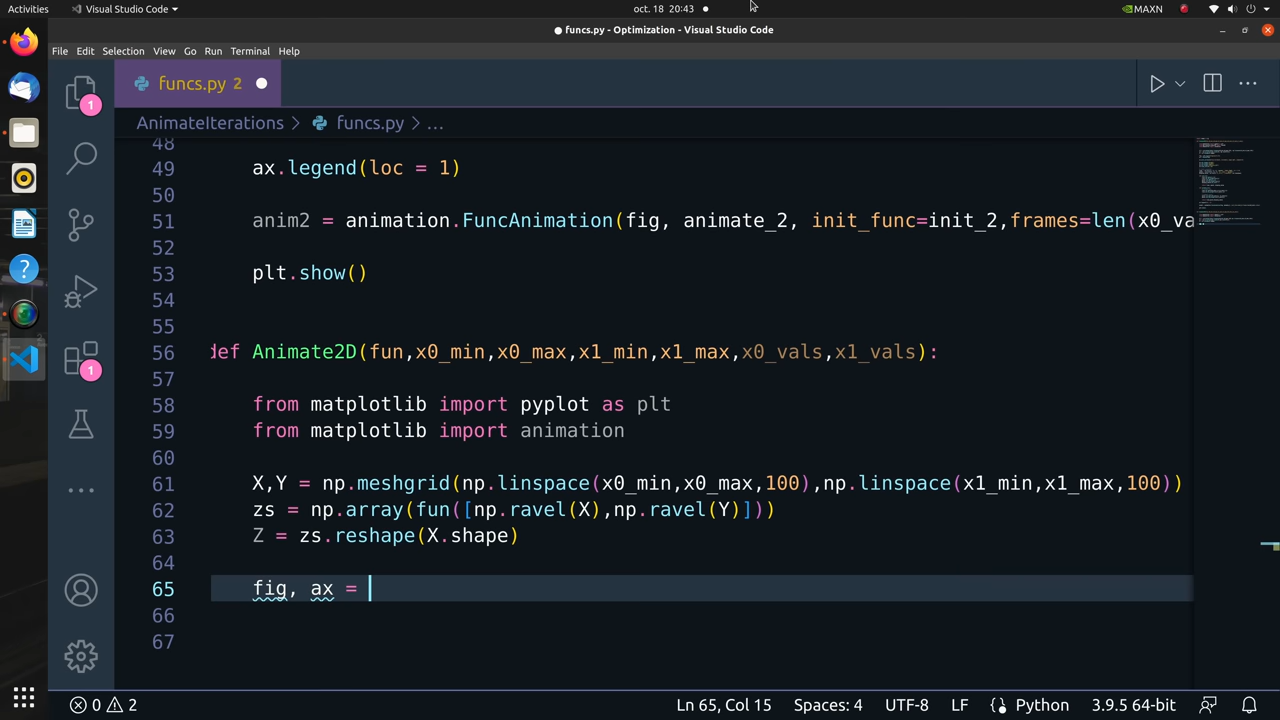 Activities
Visual Studio Code
oct. 18 20:43
MAXN
funcs.py - Optimization - Visual Studio Code
File Edit Selection View Go Run Terminal Help
funcs.py 2
1
AnimateIterations > funcs.py > ...
48
49 ax.legend(loc = 1)
50
51 anim2 = animation.FuncAnimation(fig, animate_2, init_func=init_2,frames=len(x0_va
52
53 plt.show()
54
55
56 def Animate2D(fun,x0_min,x0_max,x1_min,x1_max,x0_vals,x1_vals):
57
58 from matplotlib import pyplot as plt
59 from matplotlib import animation
60
61 X,Y = np.meshgrid(np.linspace(x0_min,x0_max,100),np.linspace(x1_min,x1_max,100))
62 zs = np.array(fun([np.ravel(X),np.ravel(Y)]))
63 Z = zs.reshape(X.shape)
64
65 fig, ax =
66
67
1
0 2
Ln 65, Col 15 Spaces: 4 UTF-8 LF Python 3.9.5 64-bit